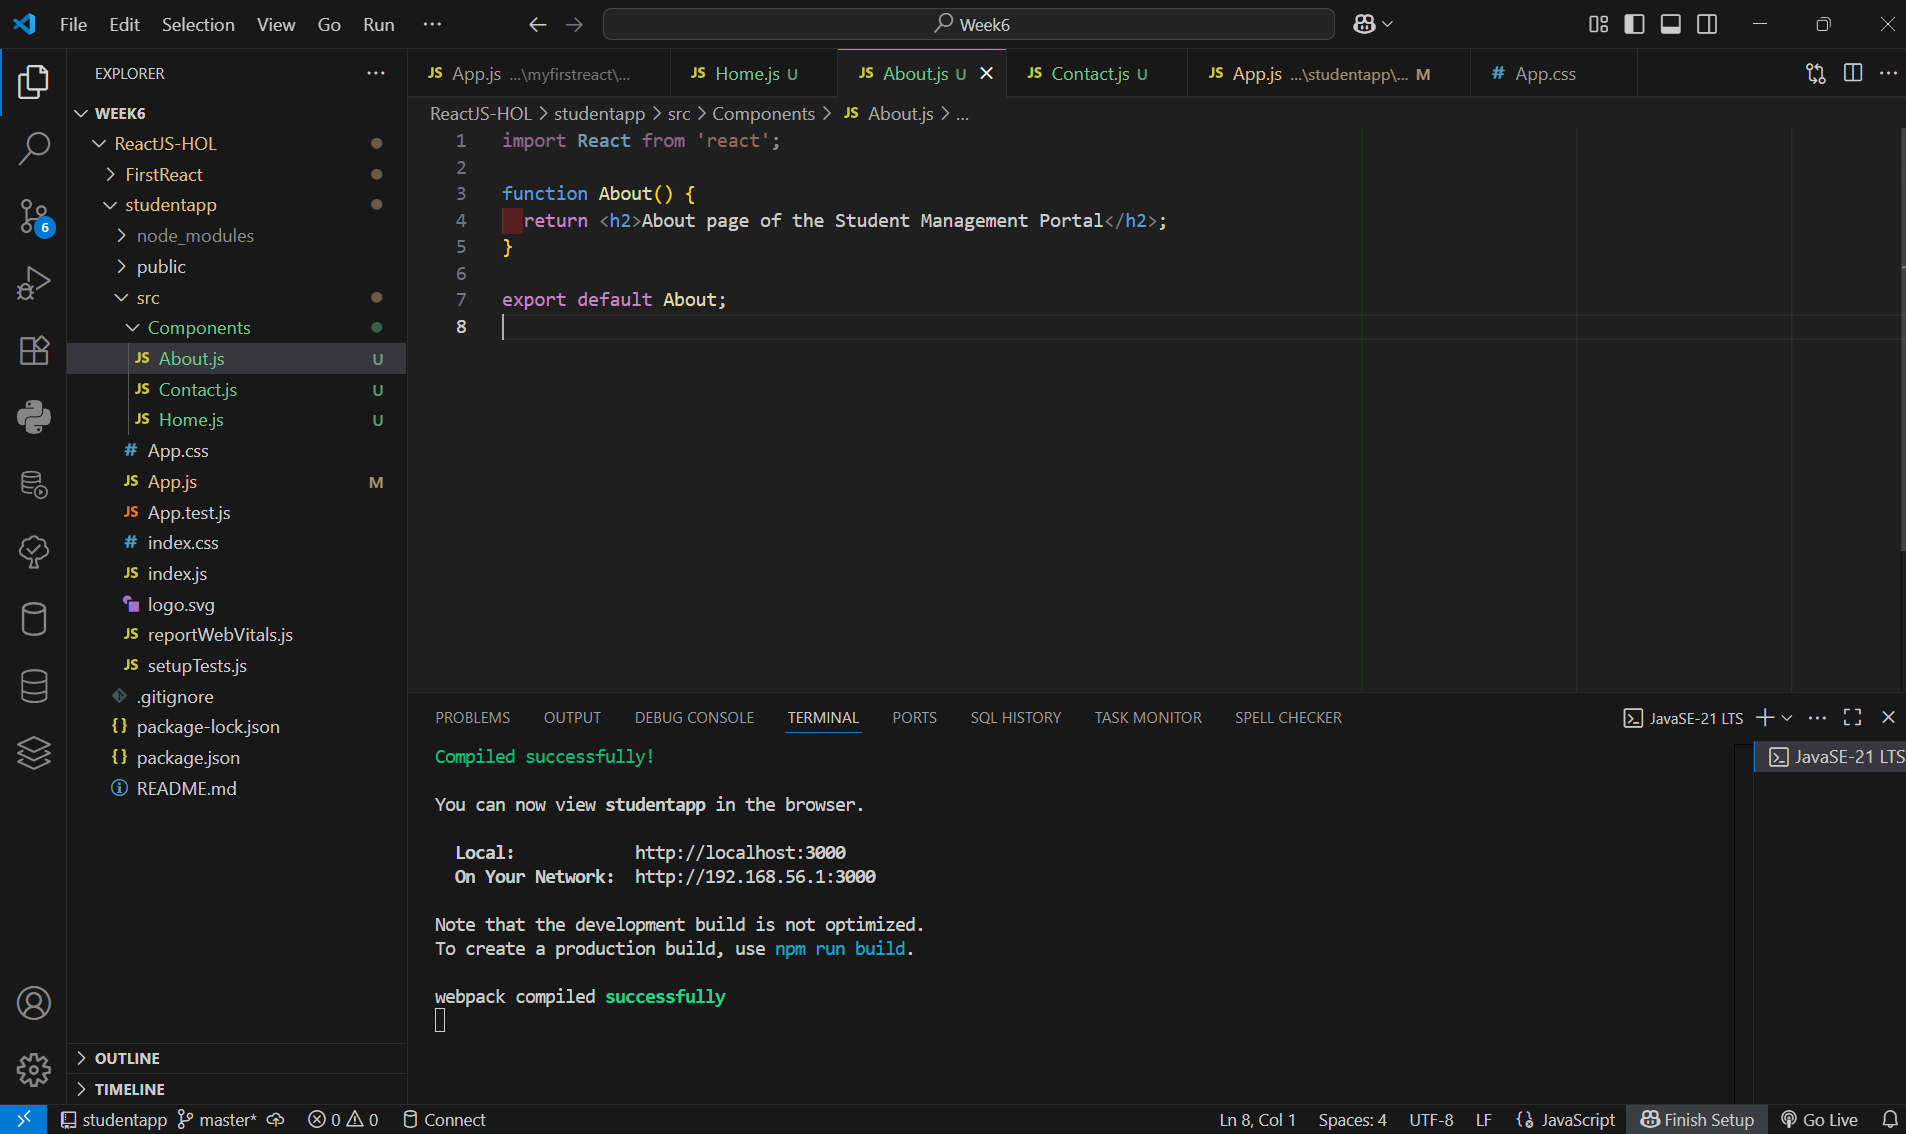 File Edit Selection View Go Run ··· Week6
EXPLORER ···
WEEK6
ReactJS-HOL
FirstReact
studentapp
node_modules
public
src
Components
JS About.js U
JS Contact.js U
JS Home.js U
# App.css
JS App.js M
JS App.test.js
# index.css
JS index.js
logo.svg
JS reportWebVitals.js
JS setupTests.js
.gitignore
{} package-lock.json
{} package.json
README.md
OUTLINE
TIMELINE
6
JS App.js ...\myfirstreact\... JS Home.js U JS About.js U JS Contact.js U JS App.js ...\studentapp\... M # App.css ···
ReactJS-HOL > studentapp > src > Components > JS About.js > ...
1 import React from 'react';
2
3 function About() {
4   return <h2>About page of the Student Management Portal</h2>;
5 }
6
7 export default About;
8
PROBLEMS OUTPUT DEBUG CONSOLE TERMINAL PORTS SQL HISTORY TASK MONITOR SPELL CHECKER JavaSE-21 LTS ···
JavaSE-21 LTS
Compiled successfully!
You can now view studentapp in the browser.
Local: http://localhost:3000
On Your Network: http://192.168.56.1:3000
Note that the development build is not optimized.
To create a production build, use npm run build.
webpack compiled successfully
studentapp master* 0 0 Connect Ln 8, Col 1 Spaces: 4 UTF-8 LF {} JavaScript Finish Setup Go Live